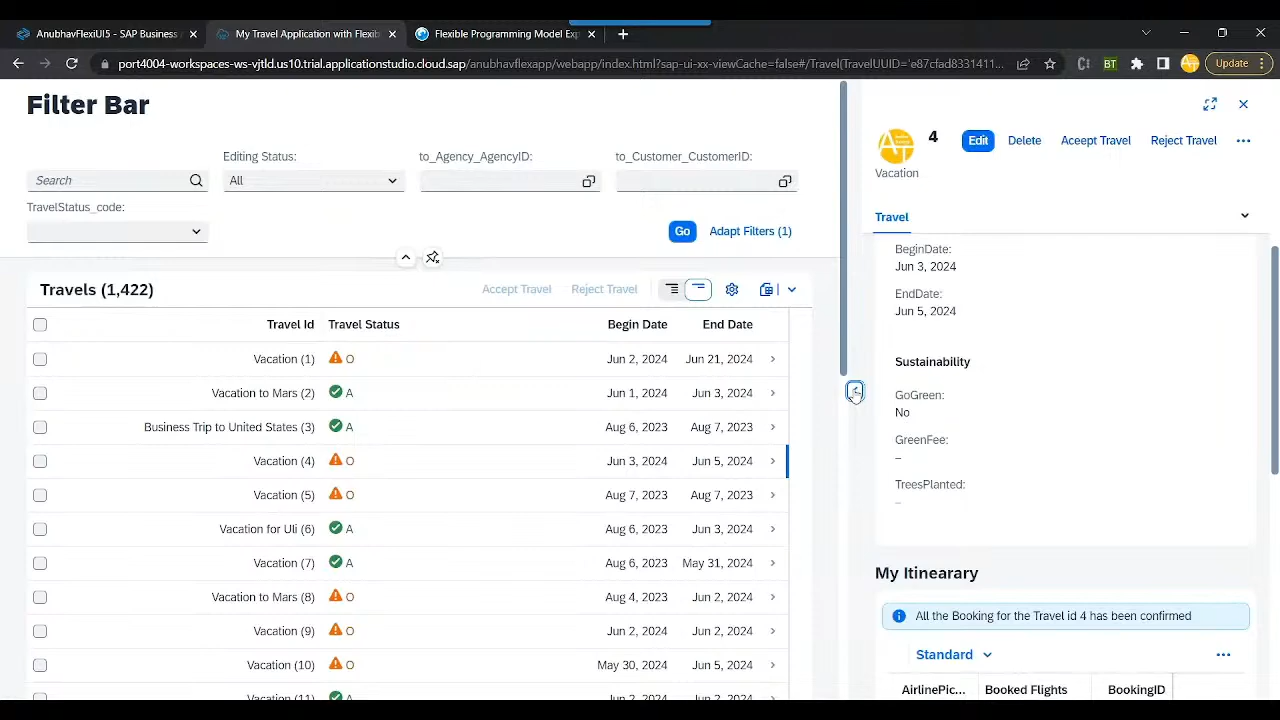 AnubhavFlexiUI5 - SAP Business
My Travel Application with Flexib
Flexible Programming Model Exp
port4004-workspaces-ws-vjtld.us10.trial.applicationstudio.cloud.sap/anubhavflexapp/webapp/index.html?sap-ui-xx-viewCache=false#/Travel(TravelUUID='e87cfad8331411...
BT
Update
Filter Bar
Editing Status:
to_Agency_AgencyID:
to_Customer_CustomerID:
Search
All
TravelStatus_code:
Go
Adapt Filters (1)
Travels (1,422)
Accept Travel
Reject Travel
Travel Id
Travel Status
Begin Date
End Date
Vacation (1) O Jun 2, 2024 Jun 21, 2024
Vacation to Mars (2) A Jun 1, 2024 Jun 3, 2024
Business Trip to United States (3) A Aug 6, 2023 Aug 7, 2023
Vacation (4) O Jun 3, 2024 Jun 5, 2024
Vacation (5) O Aug 7, 2023 Aug 7, 2023
Vacation for Uli (6) A Aug 6, 2023 Jun 3, 2024
Vacation (7) A Aug 6, 2023 May 31, 2024
Vacation to Mars (8) O Aug 4, 2023 Jun 2, 2024
Vacation (9) O Jun 2, 2024 Jun 2, 2024
Vacation (10) O May 30, 2024 Jun 5, 2024
Vacation (11) A Jun 2, 2024 Jun 5, 2024
AT
4
Edit
Delete
Aceept Travel
Reject Travel
Vacation
Travel
BeginDate:
Jun 3, 2024
EndDate:
Jun 5, 2024
Sustainability
GoGreen:
No
GreenFee:
–
TreesPlanted:
–
My Itinearary
All the Booking for the Travel id 4 has been confirmed
Standard
AirlinePic...
Booked Flights
BookingID